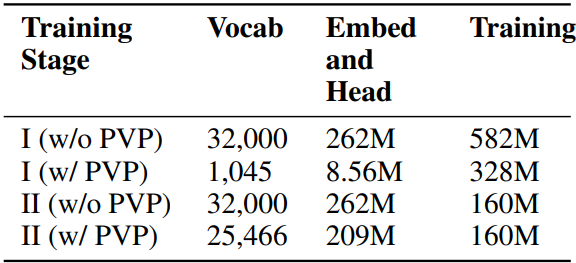 Training Vocab Embed Training
Stage and
Head
I (w/o PVP) 32,000 262M 582M
I (w/ PVP) 1,045 8.56M 328M
II (w/o PVP) 32,000 262M 160M
II (w/ PVP) 25,466 209M 160M